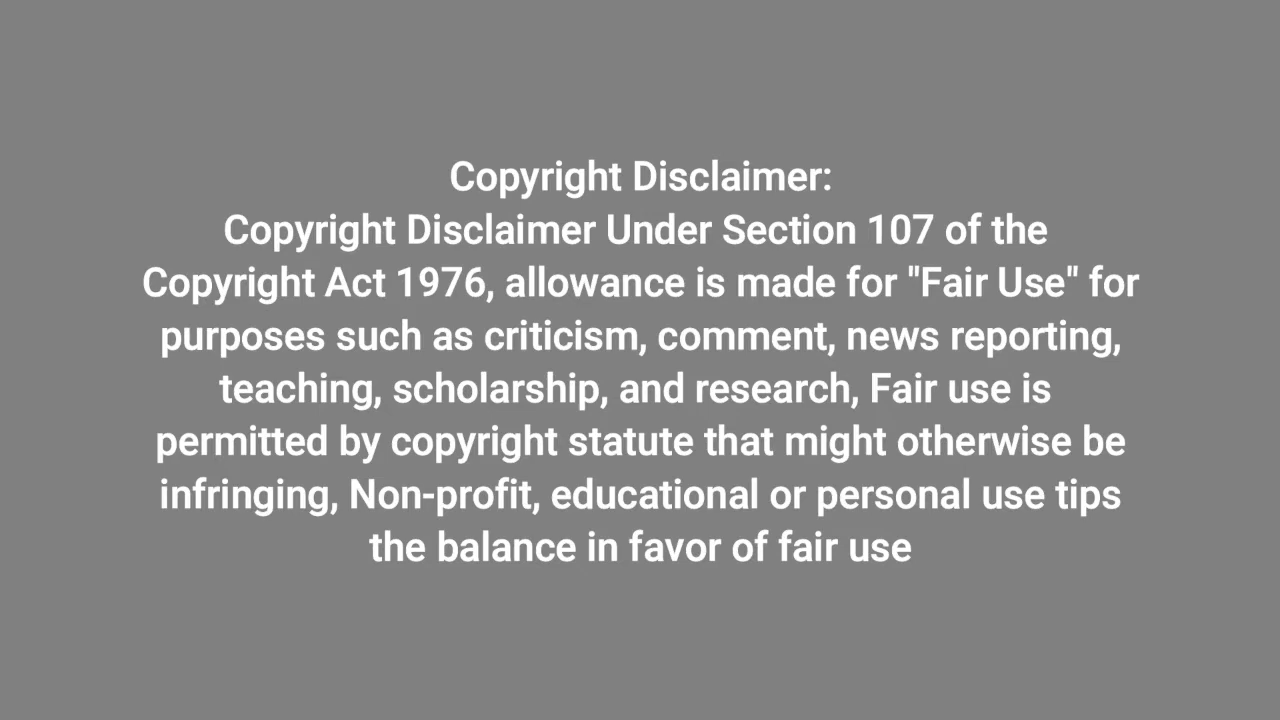 Copyright Disclaimer:
Copyright Disclaimer Under Section 107 of the
Copyright Act 1976, allowance is made for "Fair Use" for
purposes such as criticism, comment, news reporting,
teaching, scholarship, and research, Fair use is
permitted by copyright statute that might otherwise be
infringing, Non-profit, educational or personal use tips
the balance in favor of fair use